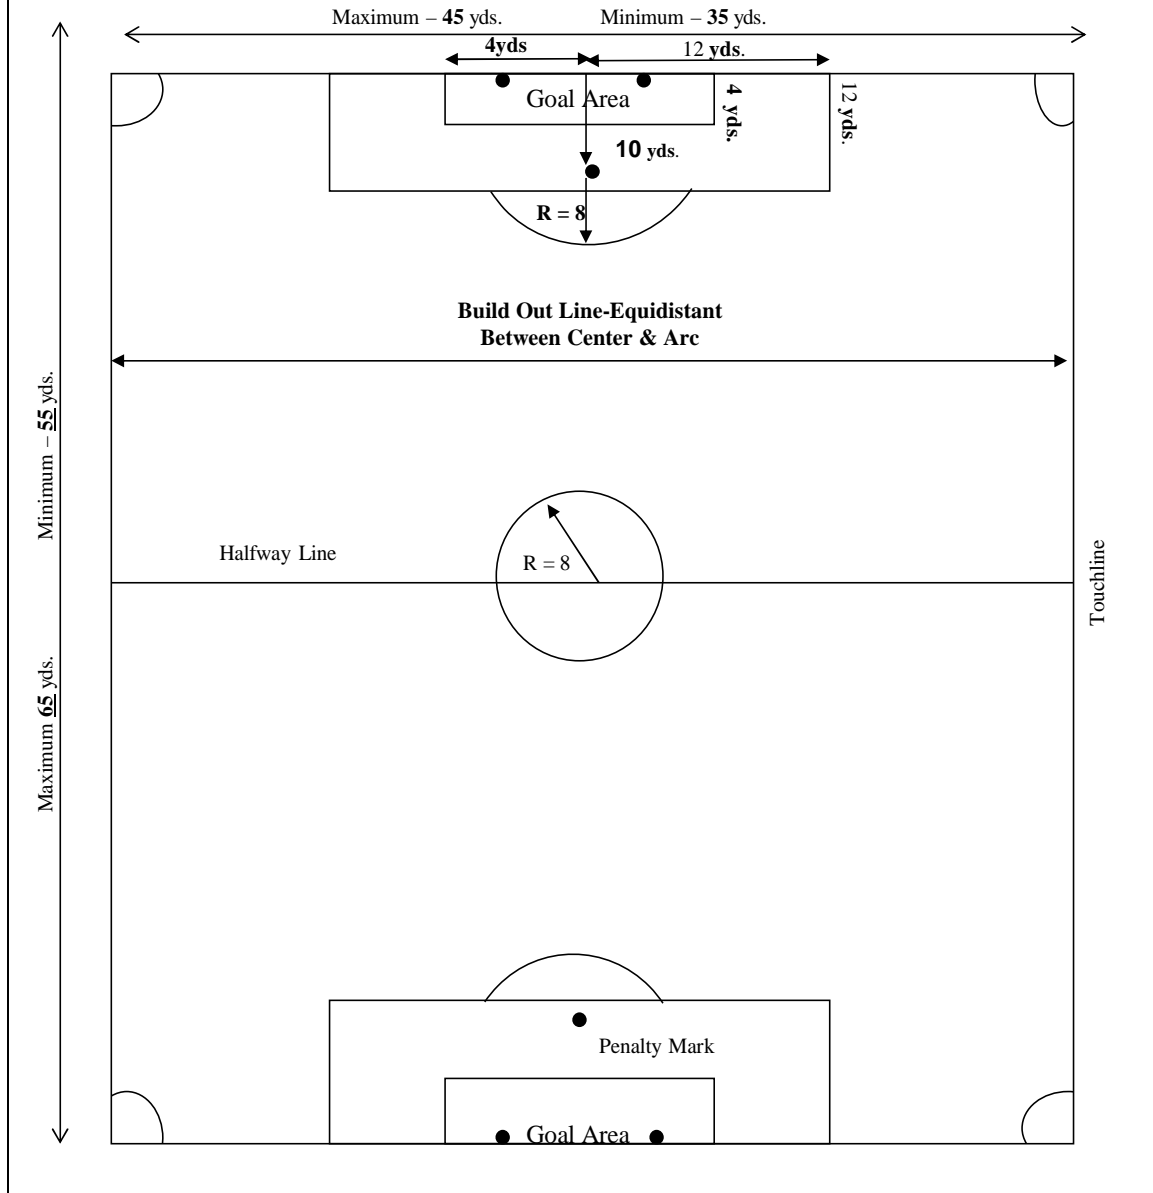 Maximum – 45 yds.
Minimum – 35 yds.
4yds
12 yds.
Goal Area
4 yds.
12 yds.
10 yds.
R = 8
Build Out Line-Equidistant
Between Center & Arc
Minimum – 55 yds.
Halfway Line
R = 8
Touchline
Maximum 65 yds.
Penalty Mark
Goal Area